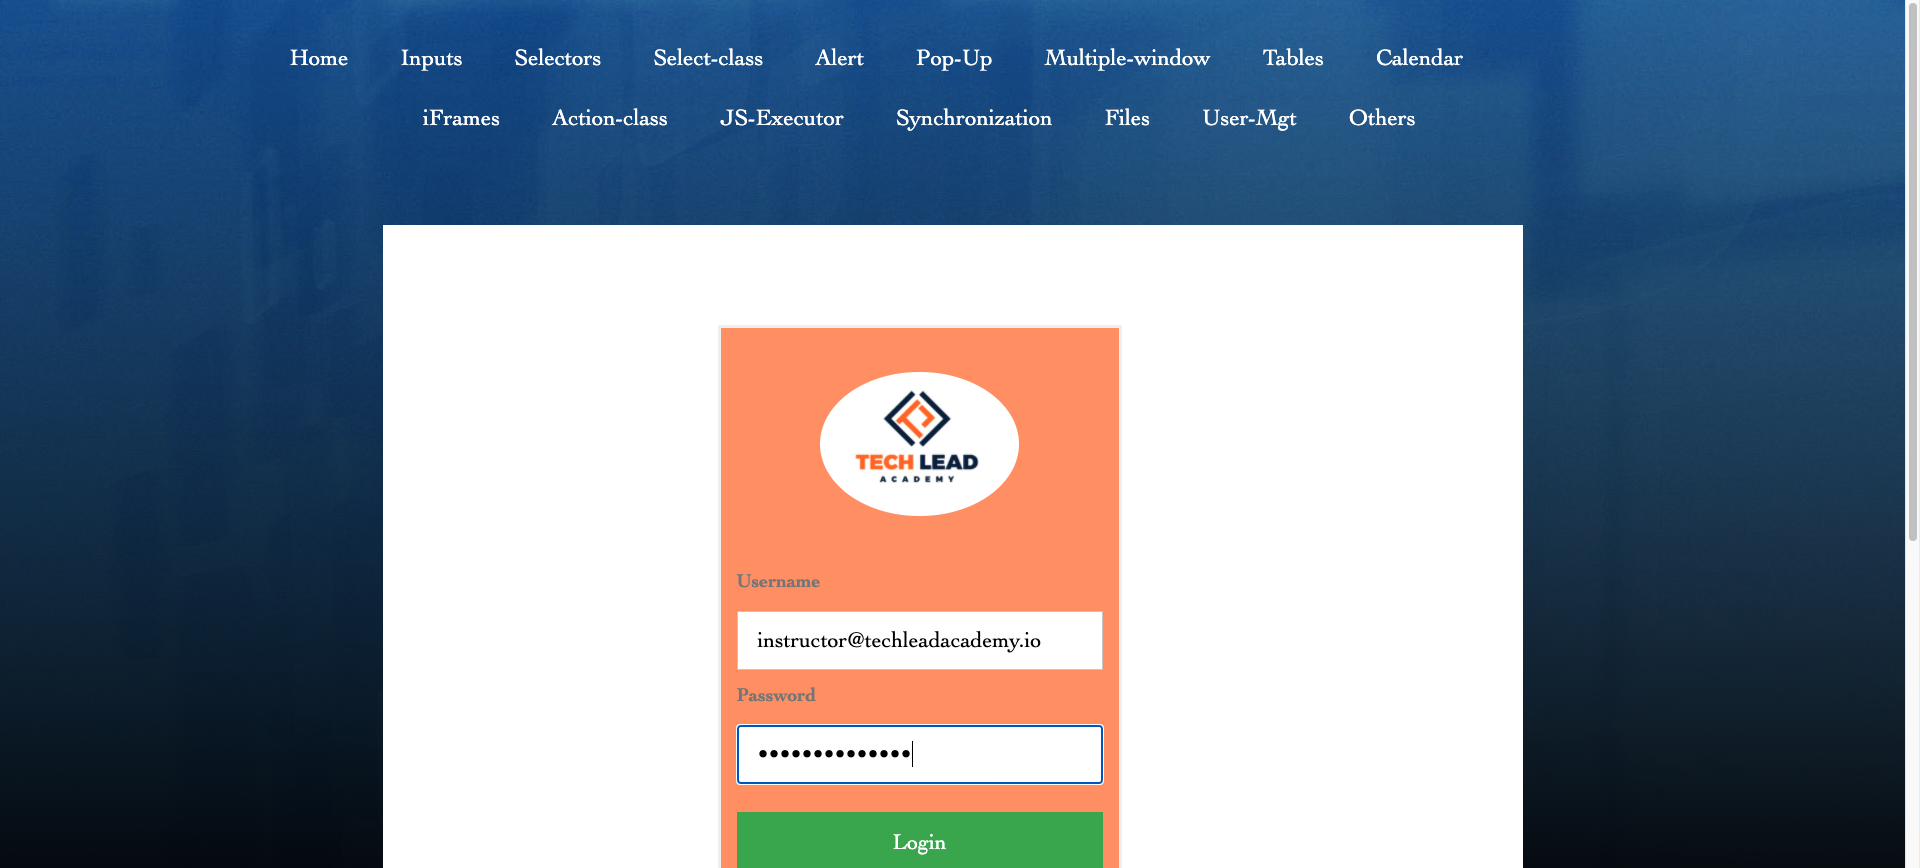 Home Inputs Selectors Select-class Alert Pop-Up Multiple-window Tables Calendar
iFrames Action-class JS-Executor Synchronization Files User-Mgt Others
TECH LEAD
ACADEMY
Username
instructor@techleadacademy.io
Password
••••••••••••••
Login